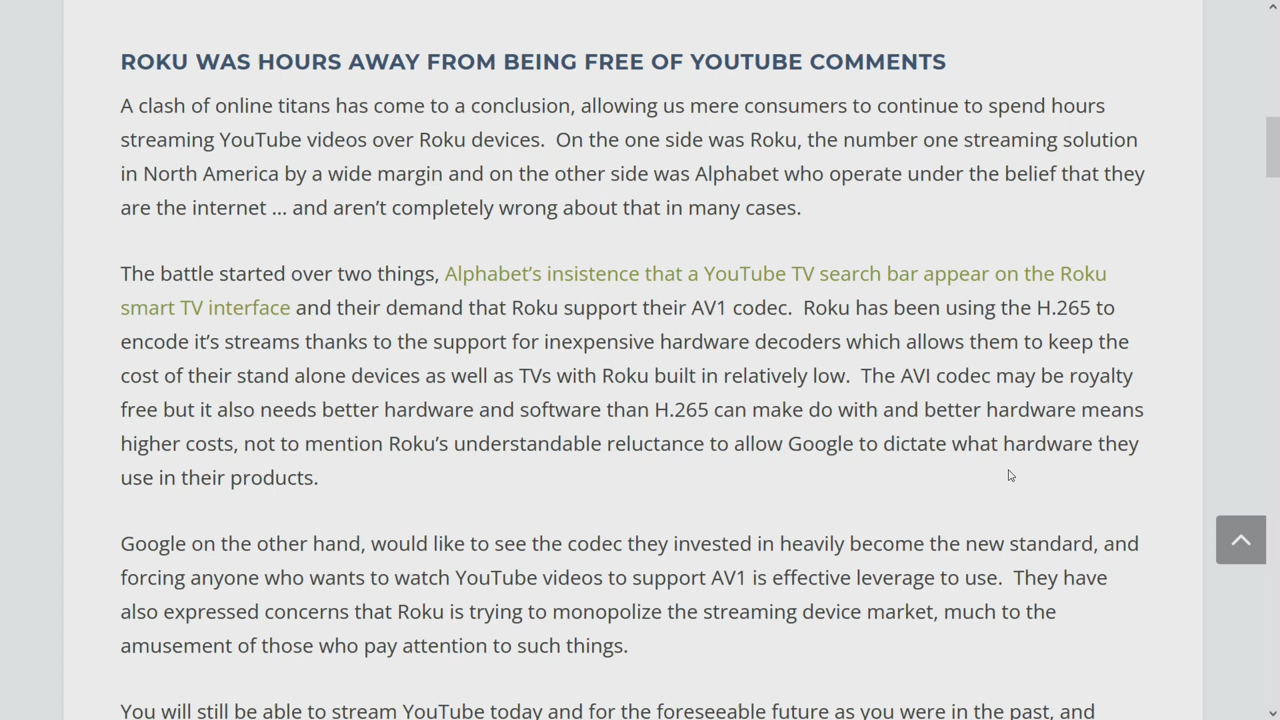 ROKU WAS HOURS AWAY FROM BEING FREE OF YOUTUBE COMMENTS
A clash of online titans has come to a conclusion, allowing us mere consumers to continue to spend hours
streaming YouTube videos over Roku devices.  On the one side was Roku, the number one streaming solution
in North America by a wide margin and on the other side was Alphabet who operate under the belief that they
are the internet … and aren’t completely wrong about that in many cases.
The battle started over two things, Alphabet’s insistence that a YouTube TV search bar appear on the Roku
smart TV interface and their demand that Roku support their AV1 codec.  Roku has been using the H.265 to
encode it’s streams thanks to the support for inexpensive hardware decoders which allows them to keep the
cost of their stand alone devices as well as TVs with Roku built in relatively low.  The AVI codec may be royalty
free but it also needs better hardware and software than H.265 can make do with and better hardware means
higher costs, not to mention Roku’s understandable reluctance to allow Google to dictate what hardware they
use in their products.
Google on the other hand, would like to see the codec they invested in heavily become the new standard, and
forcing anyone who wants to watch YouTube videos to support AV1 is effective leverage to use.  They have
also expressed concerns that Roku is trying to monopolize the streaming device market, much to the
amusement of those who pay attention to such things.
You will still be able to stream YouTube today and for the foreseeable future as you were in the past, and